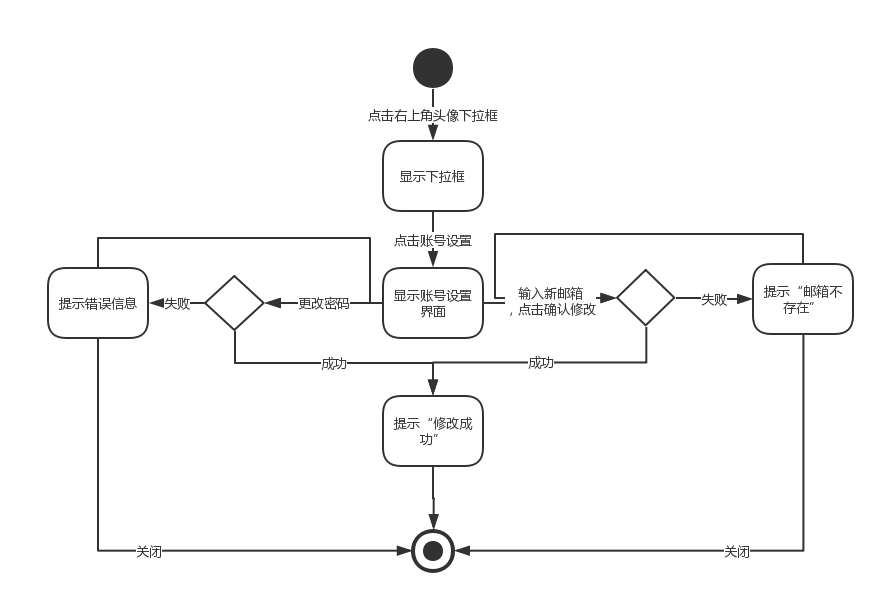 点击右上角头像下拉框
显示下拉框
点击账号设置
提示错误信息
失败
更改密码
显示账号设置
界面
输入新邮箱
，点击确认修改
失败
提示“邮箱不
存在”
成功
成功
提示“修改成
功”
关闭
关闭